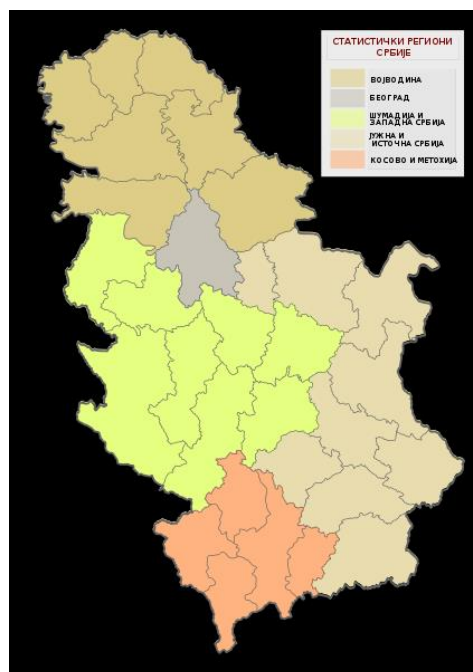 СТАТИСТИЧКИ РЕГИОНИ
СРБИЈЕ
ВОЈВОДИНА
БЕОГРАД
ШУМАДИЈА И
ЗАПАДНА СРБИЈА
ЈУЖНА И
ИСТОЧНА СРБИЈА
КОСОВО И МЕТОХИЈА